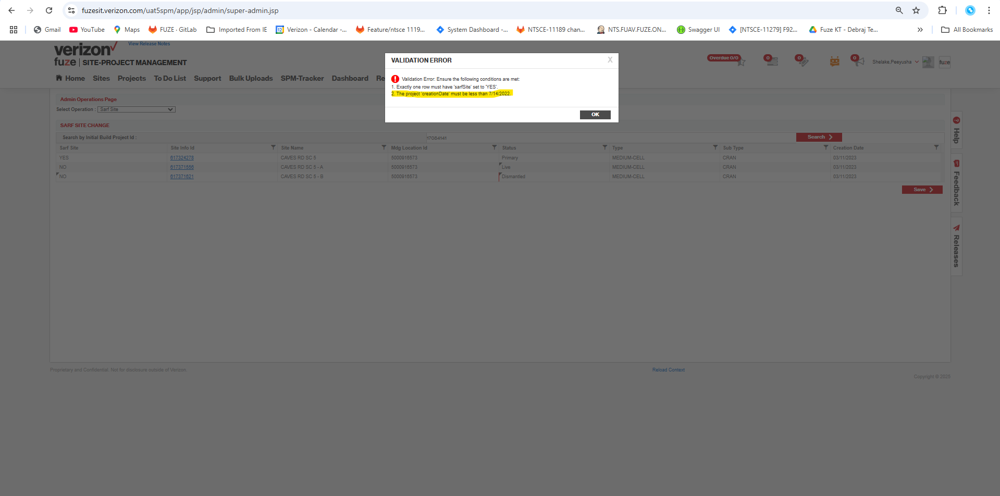 fuzesit.verizon.com/uat5spm/app/jsp/admin/super-admin.jsp
Gmail YouTube Maps FUZE · GitLab Imported From IE Verizon - Calendar -... Feature/ntsce 1119... System Dashboard -... NTSCE-11189 chan... NTS.FUAV.FUZE.ON... Swagger UI [NTSCE-11279] F92... Fuze KT - Debraj Te... » All Bookmarks
verizon View Release Notes
fuze | SITE-PROJECT MANAGEMENT
Overdue 0/0 0 0 0 Shelake,Peeyusha fuze
Home Sites Projects To Do List Support Bulk Uploads SPM-Tracker Dashboard Re
VALIDATION ERROR X
Validation Error: Ensure the following conditions are met:
1. Exactly one row must have 'sarfSite' set to 'YES'.
2. The project 'creationDate' must be less than 7/14/2022.
OK
Admin Operations Page
Select Operation : Sarf Site
SARF SITE CHANGE
Search by Initial Build Project Id : 17084141 Search
Sarf Site Site Info Id Site Name Mdg Location Id Status Type Sub Type Creation Date
YES 617324278 CAVES RD SC 5 5000916573 Primary MEDIUM-CELL CRAN 03/11/2023
NO 617371556 CAVES RD SC 5 - A 5000916573 Live MEDIUM-CELL CRAN 03/11/2023
NO 617371621 CAVES RD SC 5 - B 5000916573 Dismantled MEDIUM-CELL CRAN 03/11/2023
Save
Help
Feedback
Releases
Proprietary and Confidential. Not for disclosure outside of Verizon. Reload Context
Copyright © 2025